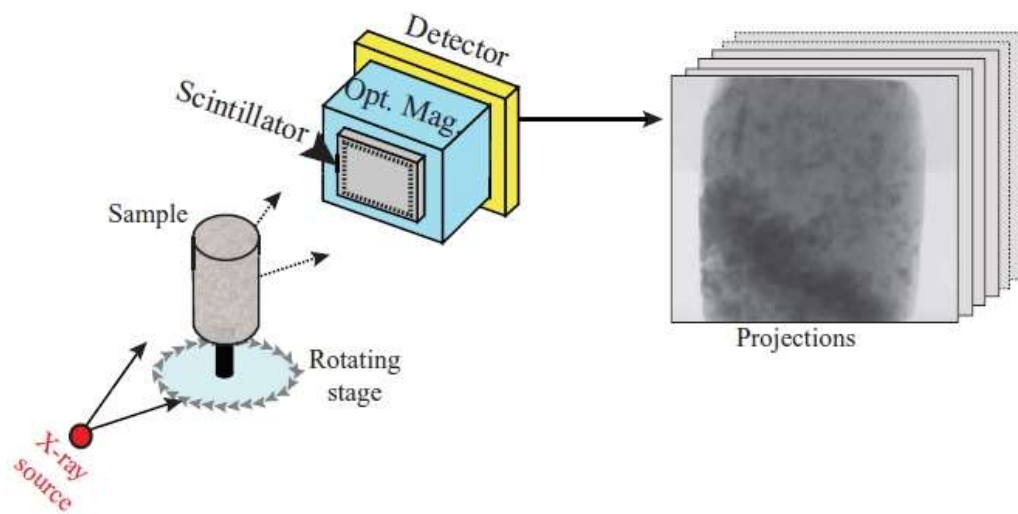 Detector
Opt. Mag.
Scintillator
Sample
Rotating
stage
X-ray
source
Projections